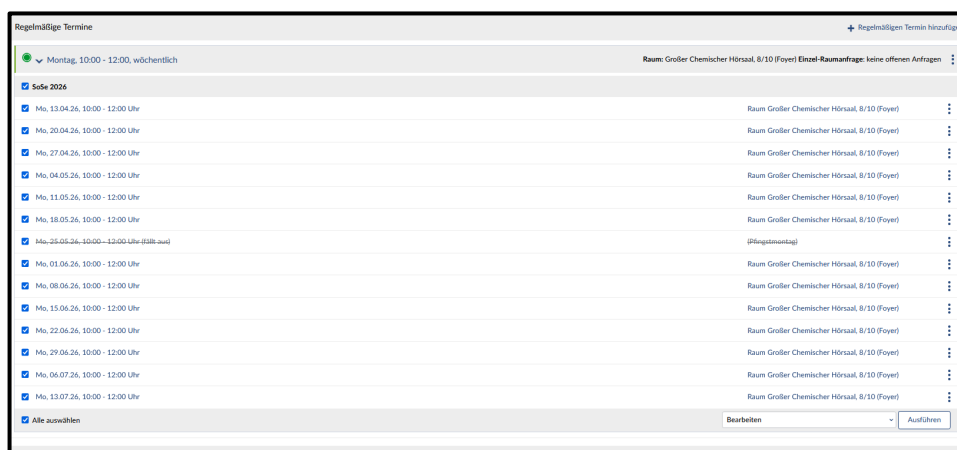 Regelmäßige Termine + Regelmäßigen Termin hinzufüge
Montag, 10:00 - 12:00, wöchentlich Raum: Großer Chemischer Hörsaal, 8/10 (Foyer) Einzel-Raumanfrage: keine offenen Anfragen
SoSe 2026
Mo, 13.04.26, 10:00 - 12:00 Uhr Raum Großer Chemischer Hörsaal, 8/10 (Foyer)
Mo, 20.04.26, 10:00 - 12:00 Uhr Raum Großer Chemischer Hörsaal, 8/10 (Foyer)
Mo, 27.04.26, 10:00 - 12:00 Uhr Raum Großer Chemischer Hörsaal, 8/10 (Foyer)
Mo, 04.05.26, 10:00 - 12:00 Uhr Raum Großer Chemischer Hörsaal, 8/10 (Foyer)
Mo, 11.05.26, 10:00 - 12:00 Uhr Raum Großer Chemischer Hörsaal, 8/10 (Foyer)
Mo, 18.05.26, 10:00 - 12:00 Uhr Raum Großer Chemischer Hörsaal, 8/10 (Foyer)
Mo, 25.05.26, 10:00 - 12:00 Uhr (fällt aus) (Pfingstmontag)
Mo, 01.06.26, 10:00 - 12:00 Uhr Raum Großer Chemischer Hörsaal, 8/10 (Foyer)
Mo, 08.06.26, 10:00 - 12:00 Uhr Raum Großer Chemischer Hörsaal, 8/10 (Foyer)
Mo, 15.06.26, 10:00 - 12:00 Uhr Raum Großer Chemischer Hörsaal, 8/10 (Foyer)
Mo, 22.06.26, 10:00 - 12:00 Uhr Raum Großer Chemischer Hörsaal, 8/10 (Foyer)
Mo, 29.06.26, 10:00 - 12:00 Uhr Raum Großer Chemischer Hörsaal, 8/10 (Foyer)
Mo, 06.07.26, 10:00 - 12:00 Uhr Raum Großer Chemischer Hörsaal, 8/10 (Foyer)
Mo, 13.07.26, 10:00 - 12:00 Uhr Raum Großer Chemischer Hörsaal, 8/10 (Foyer)
Alle auswählen Bearbeiten Ausführen